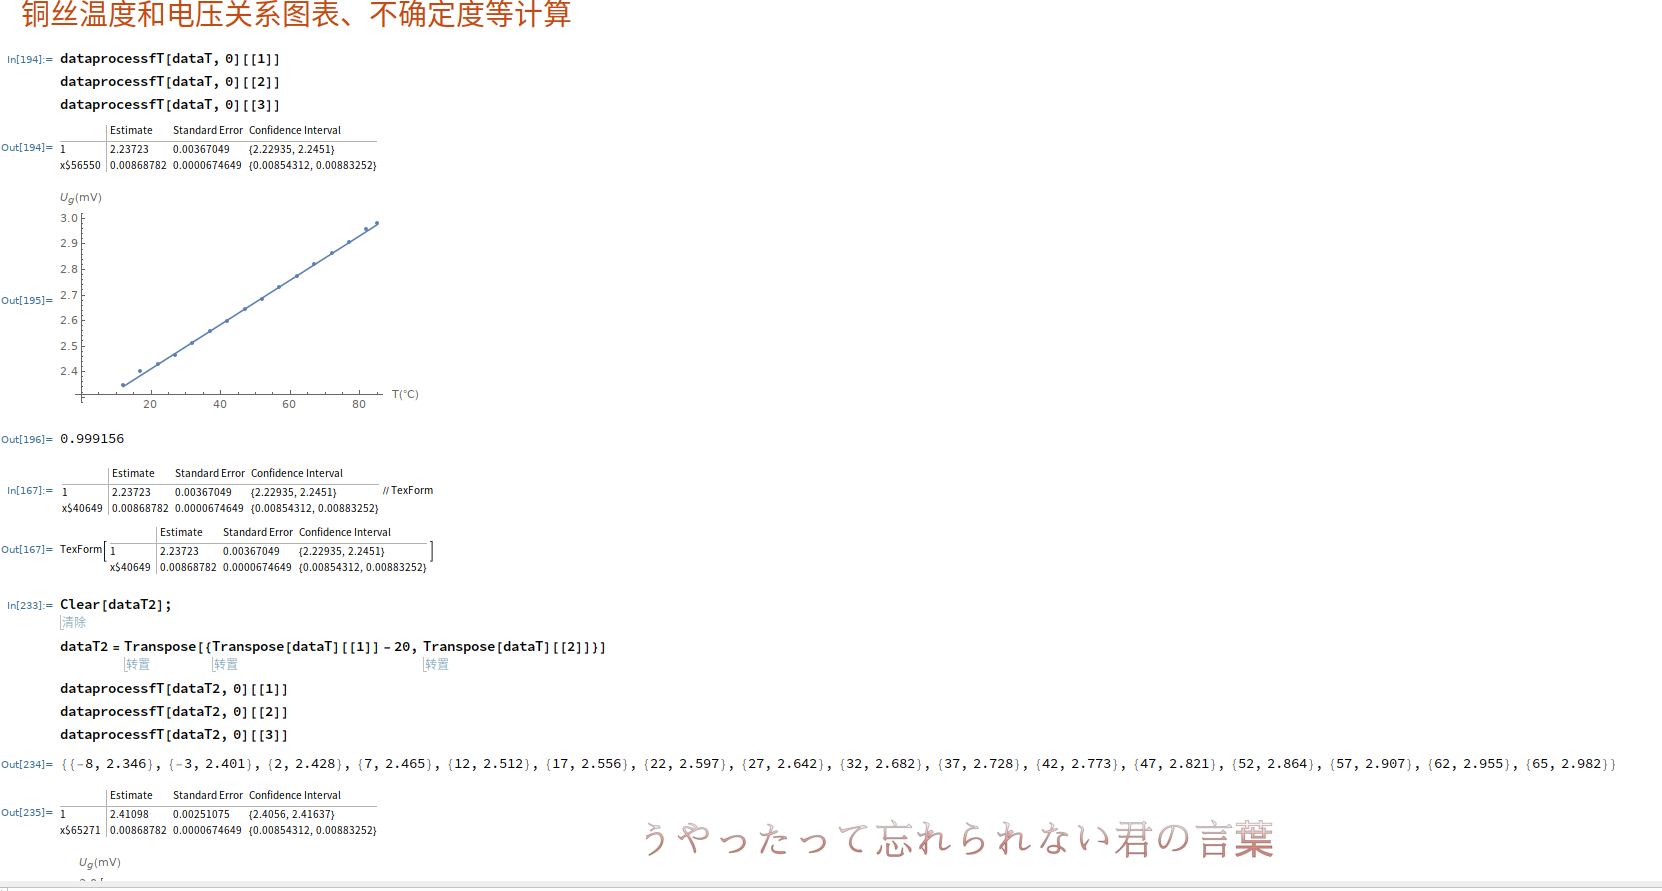 铜丝温度和电压关系图表、不确定度等计算
In[194]:= dataprocessfT[dataT, 0][[1]]
dataprocessfT[dataT, 0][[2]]
dataprocessfT[dataT, 0][[3]]
Estimate Standard Error Confidence Interval
Out[194]= 1 2.23723 0.00367049 {2.22935, 2.2451}
x$56550 0.00868782 0.0000674649 {0.00854312, 0.00883252}
Ug(mV)
3.0
2.9
2.8
2.7
Out[195]=
2.6
2.5
2.4
T(°C)
20 40 60 80
Out[196]= 0.999156
Estimate Standard Error Confidence Interval
In[167]:= 1 2.23723 0.00367049 {2.22935, 2.2451} // TexForm
x$40649 0.00868782 0.0000674649 {0.00854312, 0.00883252}
Estimate Standard Error Confidence Interval
Out[167]= TexForm[ 1 2.23723 0.00367049 {2.22935, 2.2451} ]
x$40649 0.00868782 0.0000674649 {0.00854312, 0.00883252}
In[233]:= Clear[dataT2];
清除
dataT2 = Transpose[{Transpose[dataT][[1]] - 20, Transpose[dataT][[2]]}]
转置 转置 转置
dataprocessfT[dataT2, 0][[1]]
dataprocessfT[dataT2, 0][[2]]
dataprocessfT[dataT2, 0][[3]]
Out[234]= {{-8, 2.346}, {-3, 2.401}, {2, 2.428}, {7, 2.465}, {12, 2.512}, {17, 2.556}, {22, 2.597}, {27, 2.642}, {32, 2.682}, {37, 2.728}, {42, 2.773}, {47, 2.821}, {52, 2.864}, {57, 2.907}, {62, 2.955}, {65, 2.982}}
Estimate Standard Error Confidence Interval
Out[235]= 1 2.41098 0.00251075 {2.4056, 2.41637}
x$65271 0.00868782 0.0000674649 {0.00854312, 0.00883252}
うやったって忘れられない君の言葉
Ug(mV)